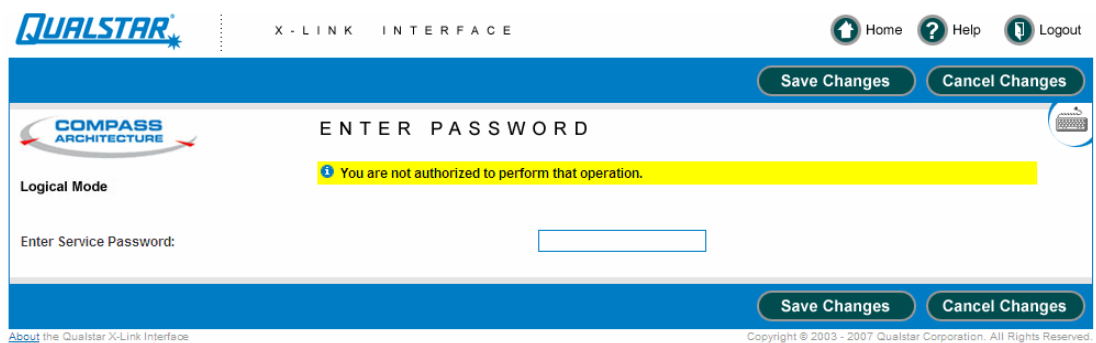 QUALSTAR X-LINK INTERFACE Home ? Help Logout
Save Changes Cancel Changes
COMPASS
ARCHITECTURE
ENTER PASSWORD
You are not authorized to perform that operation.
Logical Mode
Enter Service Password:
Save Changes Cancel Changes
About the Qualstar X-Link Interface Copyright © 2003 - 2007 Qualstar Corporation. All Rights Reserved.